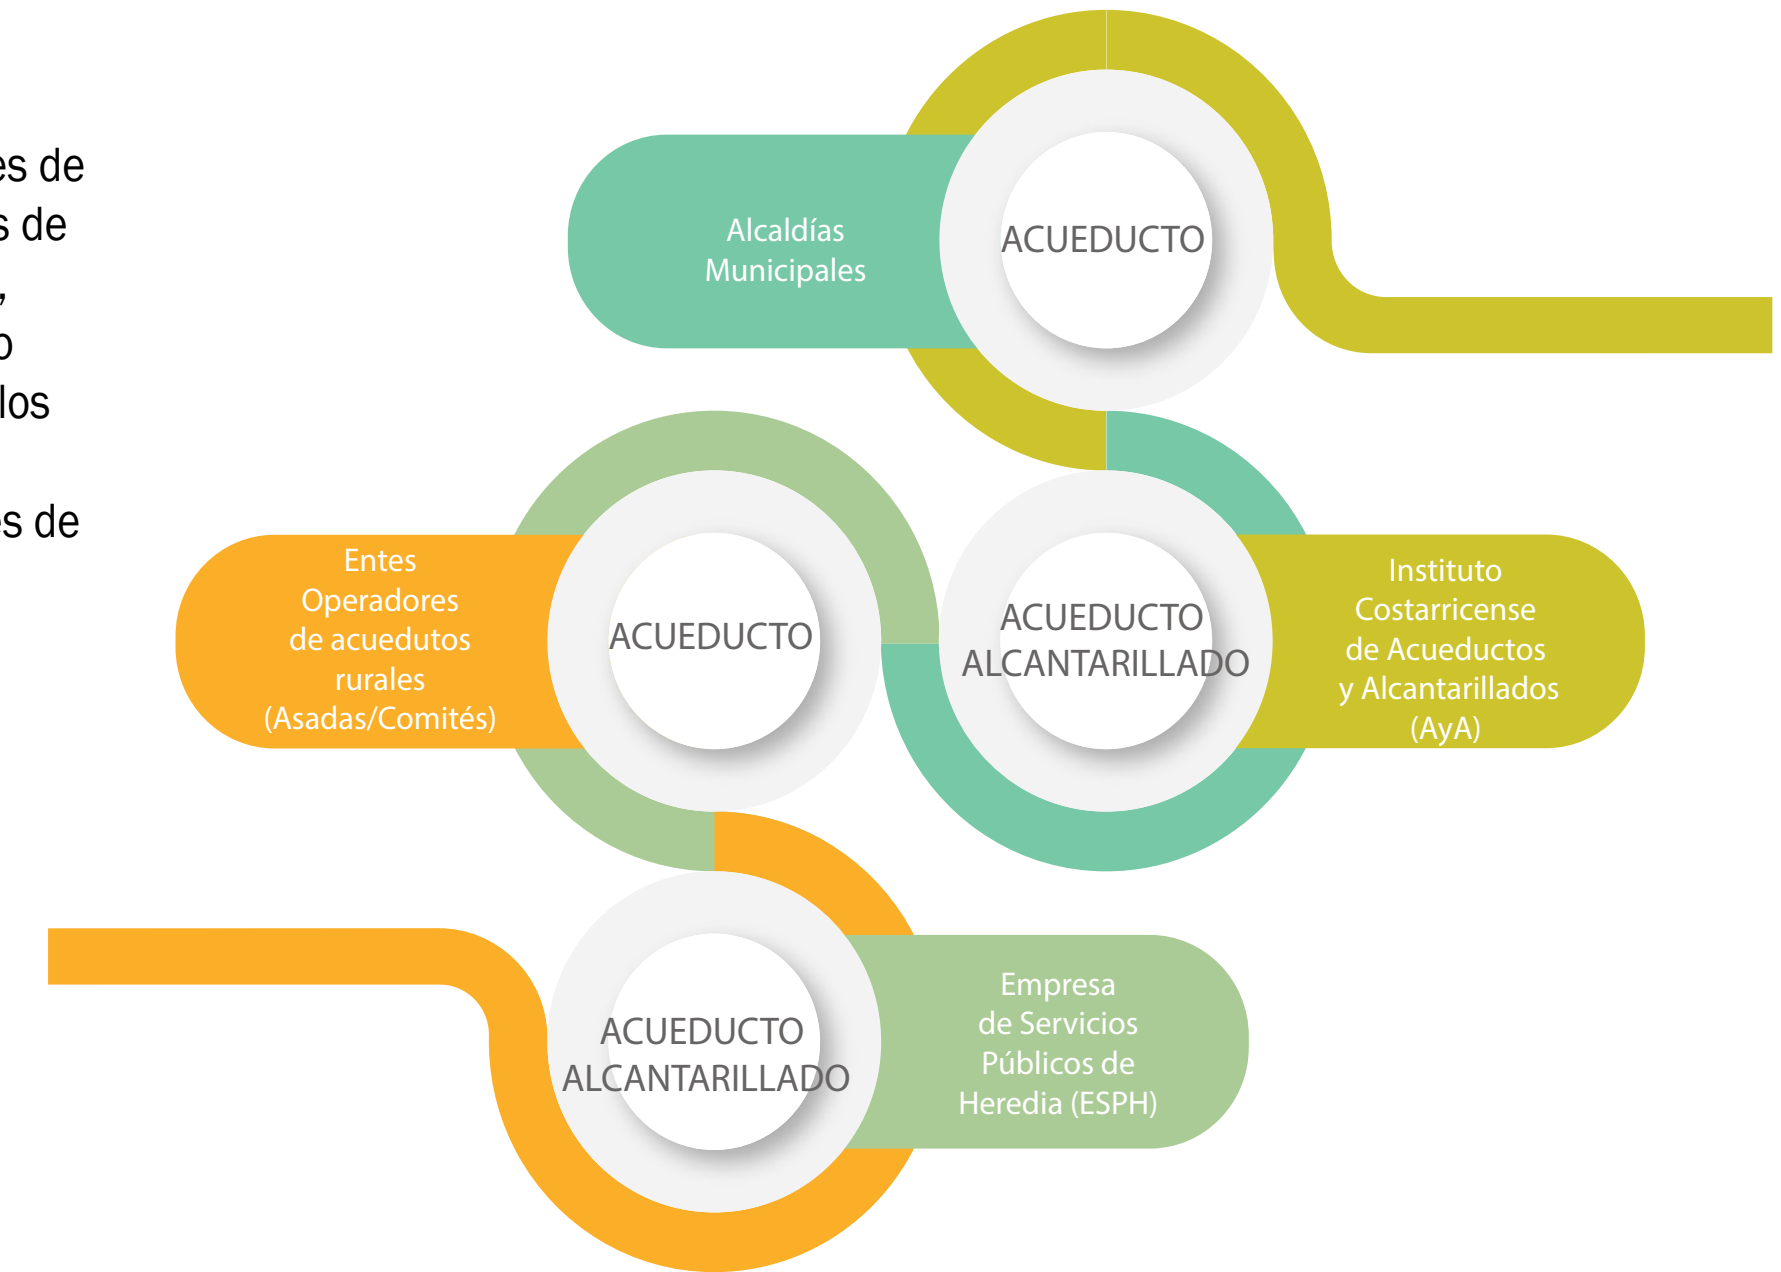 es de
s de
,
o
los
es de
Alcaldías
Municipales
ACUEDUCTO
Entes
Operadores
de acuedutos
rurales
(Asadas/Comités)
ACUEDUCTO
ACUEDUCTO
ALCANTARILLADO
Instituto
Costarricense
de Acueductos
y Alcantarillados
(AyA)
ACUEDUCTO
ALCANTARILLADO
Empresa
de Servicios
Públicos de
Heredia (ESPH)